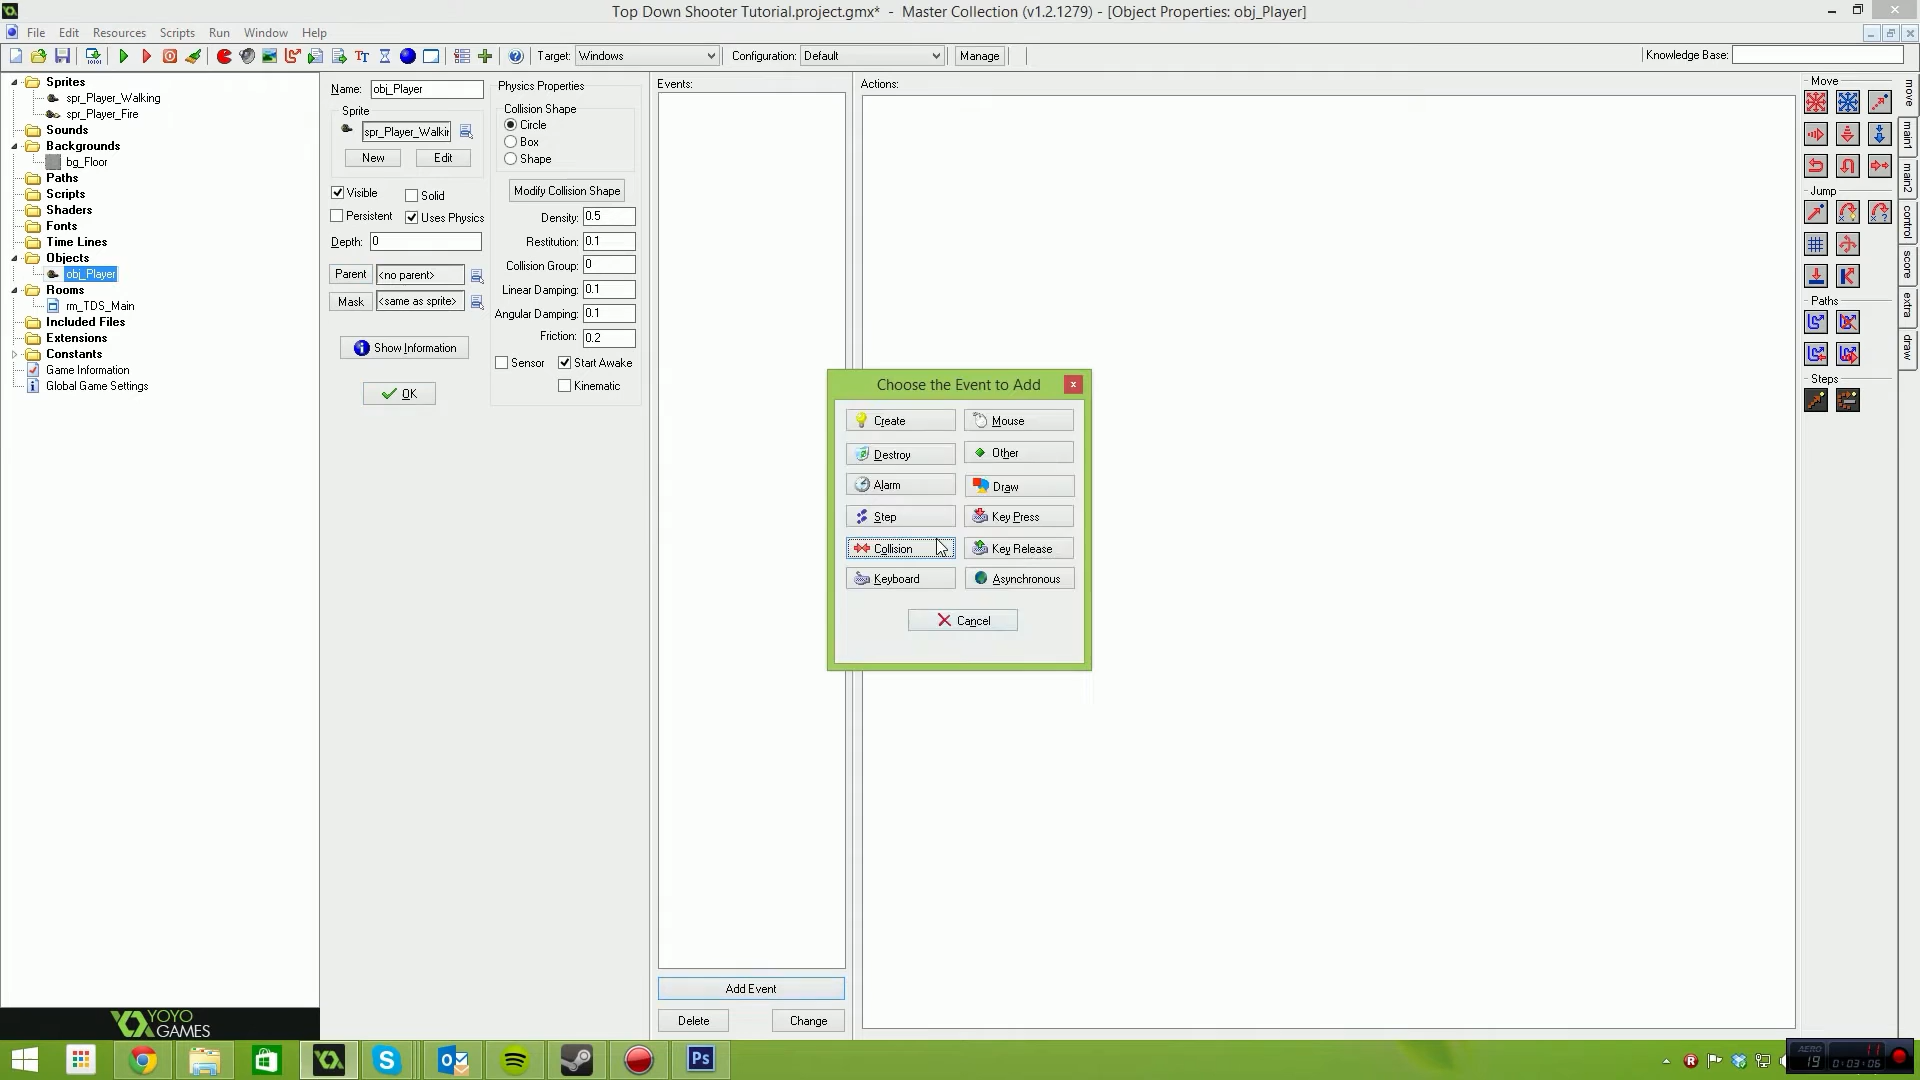 Top Down Shooter Tutorial.project.gmx* - Master Collection (v1.2.1279) - [Object Properties: obj_Player]
File Edit Resources Scripts Run Window Help
Target: Windows Configuration: Default Manage Knowledge Base:
Sprites
spr_Player_Walking
spr_Player_Fire
Sounds
Backgrounds
bg_Floor
Paths
Scripts
Shaders
Fonts
Time Lines
Objects
obj_Player
Rooms
rm_TDS_Main
Included Files
Extensions
Constants
Game Information
Global Game Settings
YOYO
GAMES
Name: obj_Player
Sprite
spr_Player_Walkin
New Edit
Visible Solid
Persistent Uses Physics
Depth: 0
Parent <no parent>
Mask <same as sprite>
Show Information
OK
Physics Properties
Collision Shape
Circle
Box
Shape
Modify Collision Shape
Density: 0.5
Restitution: 0.1
Collision Group: 0
Linear Damping: 0.1
Angular Damping: 0.1
Friction: 0.2
Sensor Start Awake
Kinematic
Events:
Add Event
Delete Change
Actions:
Choose the Event to Add
Create Mouse
Destroy Other
Alarm Draw
Step Key Press
Collision Key Release
Keyboard Asynchronous
Cancel
Move
Jump
Paths
Steps
move
main1
main2
control
score
extra
draw
Ps
19
11
0:03:06